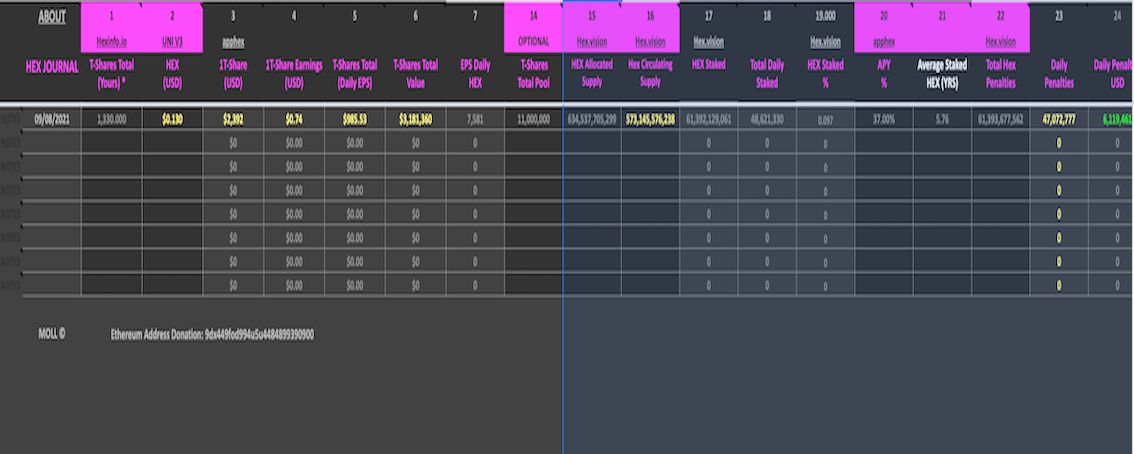 ABOUT 1 2 3 4 5 6 7 14 15 16 17 18 19.000 20 21 22 23 24
Hexinfo.io UNI V3 apphex OPTIONAL Hex.vision Hex.vision Hex.vision Hex.vision apphex Hex.vision
HEX JOURNAL T-Shares Total HEX 1T-Share 1T-Share Earnings T-Shares Total T-Shares Total EPS Daily T-Shares HEX Allocated Hex Circulating HEX Staked Total Daily HEX Staked APY Average Staked Total Hex Daily Daily Penalt
(Yours) * (USD) (USD) (USD) (Daily EPS) Value HEX Total Pool Supply Supply Staked % % HEX (YRS) Penalties Penalties USD
NOTES 09/08/2021 1,330.000 $0.130 $2,392 $0.74 $985.53 $3,181,360 7,581 11,000,000 634,537,705,299 573,145,576,238 61,392,129,061 48,621,330 0.097 37.00% 5.76 61,393,677,562 47,072,777 6,119,461
NOTES $0 $0.00 $0.00 $0 0 0 0 0 0 0
NOTES $0 $0.00 $0.00 $0 0 0 0 0 0 0
NOTES $0 $0.00 $0.00 $0 0 0 0 0 0 0
NOTES $0 $0.00 $0.00 $0 0 0 0 0 0 0
NOTES $0 $0.00 $0.00 $0 0 0 0 0 0 0
NOTES $0 $0.00 $0.00 $0 0 0 0 0 0 0
NOTES $0 $0.00 $0.00 $0 0 0 0 0 0 0
MOLL © Ethereum Address Donation: 9dx449fod994u5u4484899390900